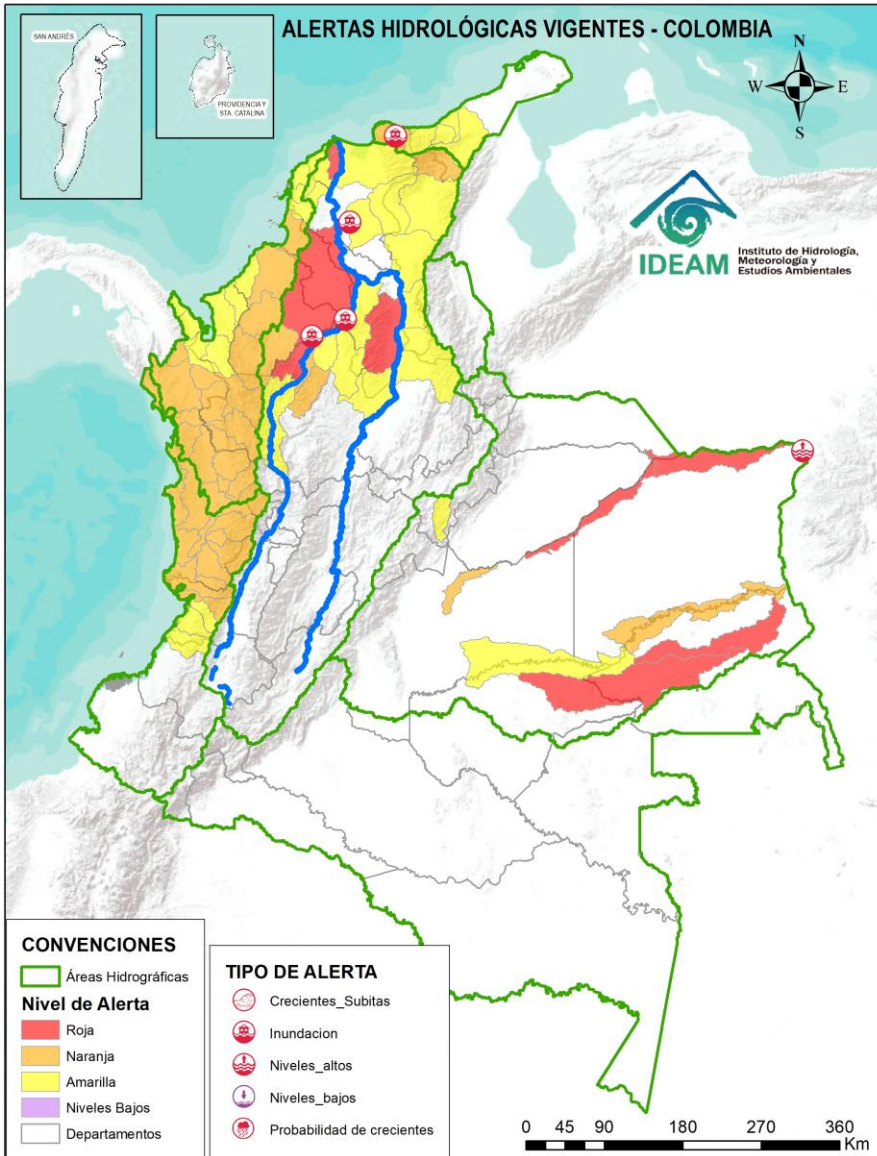 ALERTAS HIDROLÓGICAS VIGENTES - COLOMBIA
SAN ANDRÉS
PROVIDENCIA Y
STA. CATALINA
N
W
E
S
IDEAM
Instituto de Hidrología,
Meteorología y
Estudios Ambientales
CONVENCIONES
Áreas Hidrográficas
Nivel de Alerta
Roja
Naranja
Amarilla
Niveles Bajos
Departamentos
TIPO DE ALERTA
Crecientes_Subitas
Inundacion
Niveles_altos
Niveles_bajos
Probabilidad de crecientes
0 45 90 180 270 360
Km